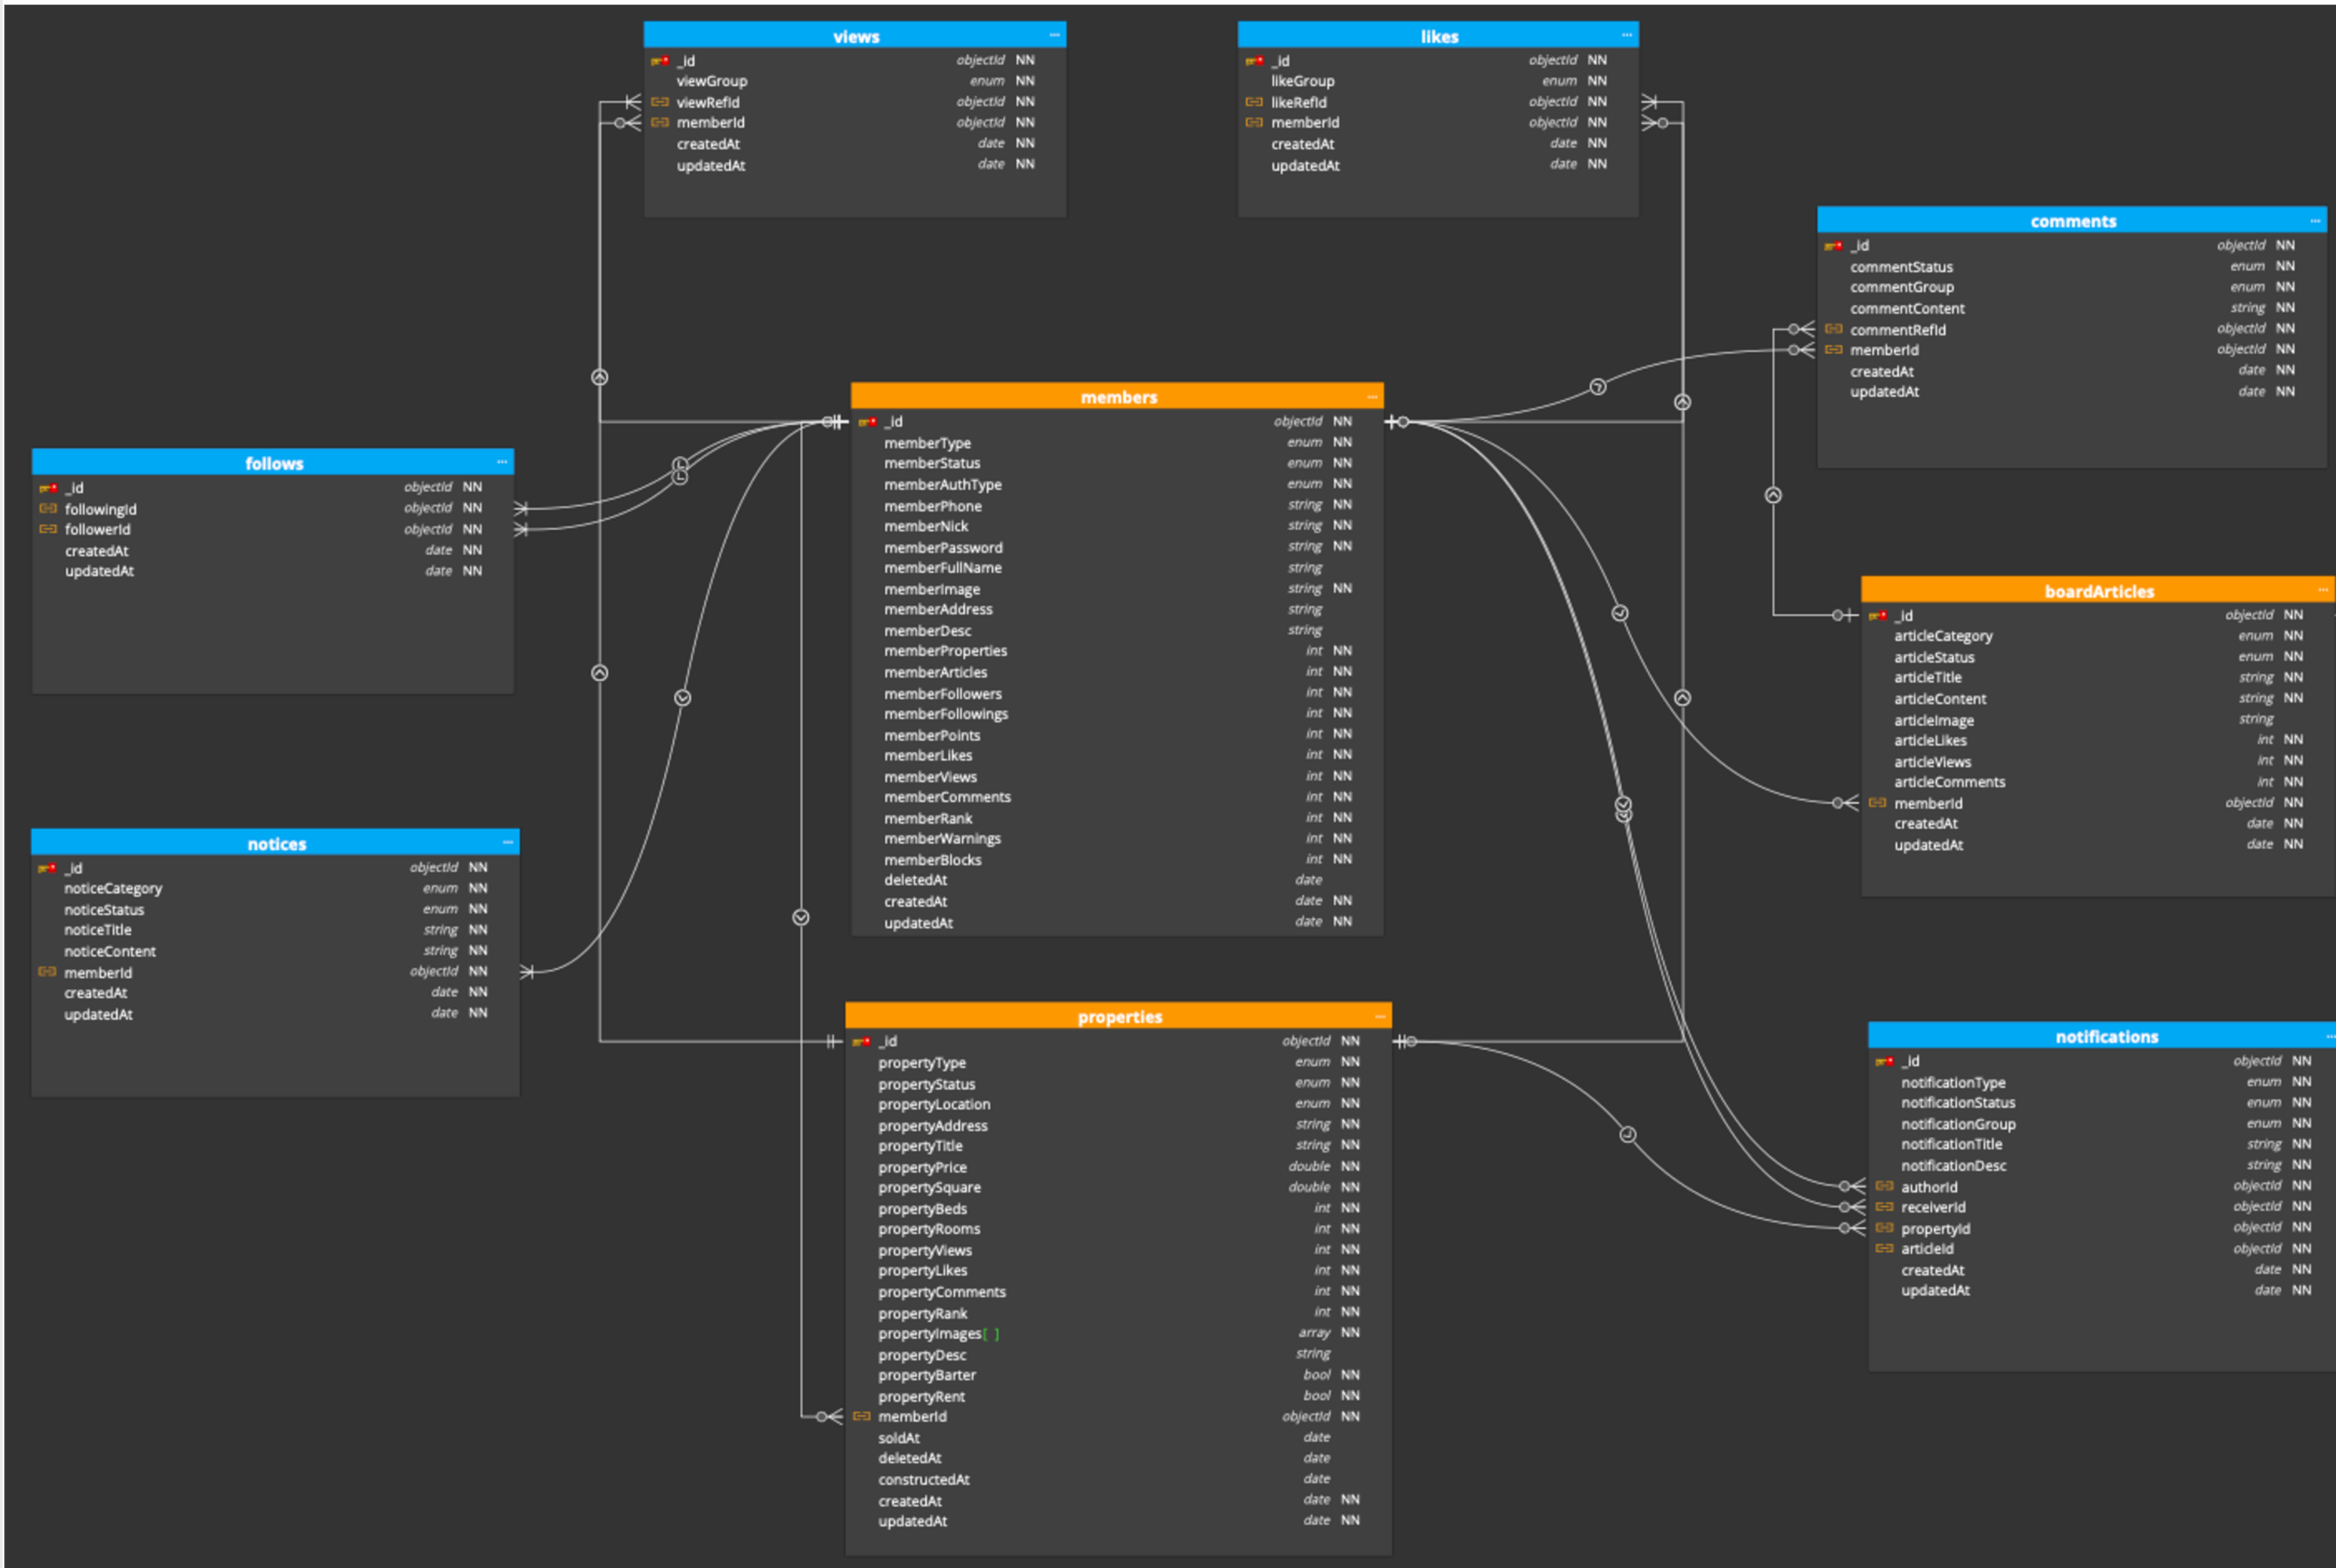 views ...
_id objectId NN
viewGroup enum NN
viewRefId objectId NN
memberId objectId NN
createdAt date NN
updatedAt date NN
likes ...
_id objectId NN
likeGroup enum NN
likeRefId objectId NN
memberId objectId NN
createdAt date NN
updatedAt date NN
comments ...
_id objectId NN
commentStatus enum NN
commentGroup enum NN
commentContent string NN
commentRefId objectId NN
memberId objectId NN
createdAt date NN
updatedAt date NN
members ...
_id objectId NN
memberType enum NN
memberStatus enum NN
memberAuthType enum NN
memberPhone string NN
memberNick string NN
memberPassword string NN
memberFullName string
memberImage string NN
memberAddress string
memberDesc string
memberProperties int NN
memberArticles int NN
memberFollowers int NN
memberFollowings int NN
memberPoints int NN
memberLikes int NN
memberViews int NN
memberComments int NN
memberRank int NN
memberWarnings int NN
memberBlocks int NN
deletedAt date
createdAt date NN
updatedAt date NN
follows ...
_id objectId NN
followingId objectId NN
followerId objectId NN
createdAt date NN
updatedAt date NN
boardArticles ...
_id objectId NN
articleCategory enum NN
articleStatus enum NN
articleTitle string NN
articleContent string NN
articleImage string
articleLikes int NN
articleViews int NN
articleComments int NN
memberId objectId NN
createdAt date NN
updatedAt date NN
notices ...
_id objectId NN
noticeCategory enum NN
noticeStatus enum NN
noticeTitle string NN
noticeContent string NN
memberId objectId NN
createdAt date NN
updatedAt date NN
properties ...
_id objectId NN
propertyType enum NN
propertyStatus enum NN
propertyLocation enum NN
propertyAddress string NN
propertyTitle string NN
propertyPrice double NN
propertySquare double NN
propertyBeds int NN
propertyRooms int NN
propertyViews int NN
propertyLikes int NN
propertyComments int NN
propertyRank int NN
propertyImages[ ] array NN
propertyDesc string
propertyBarter bool NN
propertyRent bool NN
memberId objectId NN
soldAt date
deletedAt date
constructedAt date
createdAt date NN
updatedAt date NN
notifications ...
_id objectId NN
notificationType enum NN
notificationStatus enum NN
notificationGroup enum NN
notificationTitle string NN
notificationDesc string NN
authorId objectId NN
receiverId objectId NN
propertyId objectId NN
articleId objectId NN
createdAt date NN
updatedAt date NN